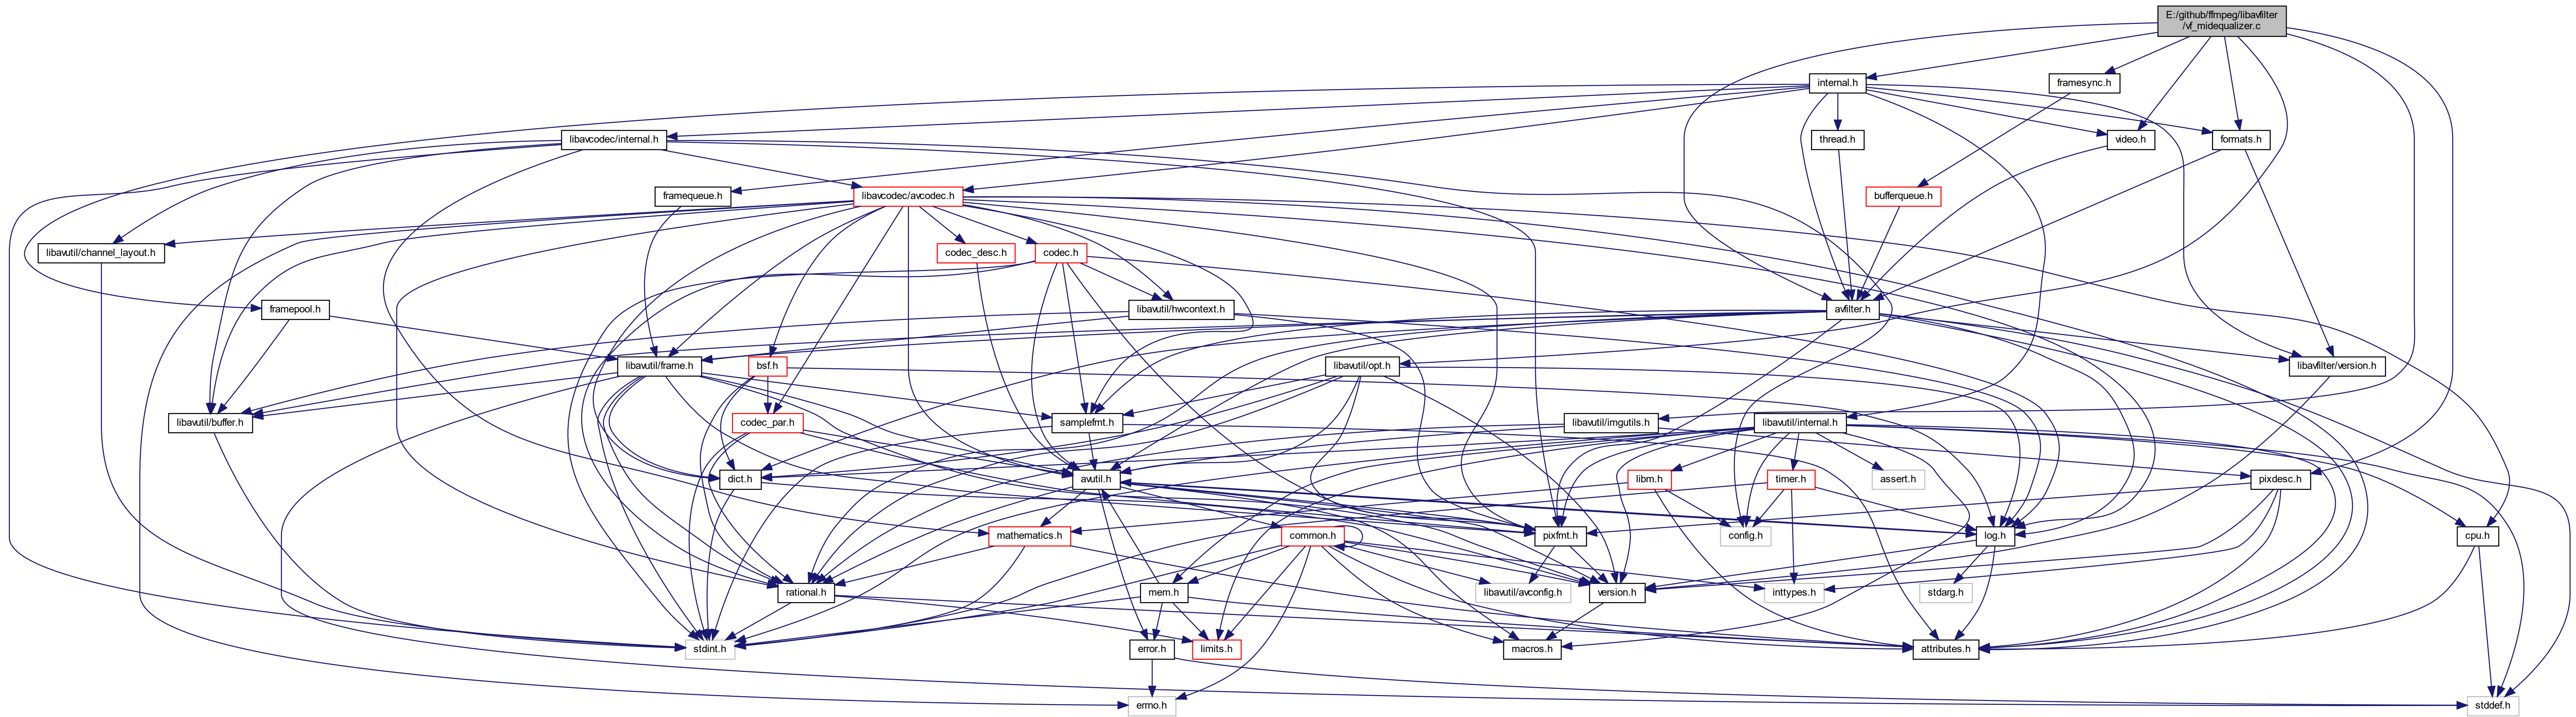 E:/github/ffmpeg/libavfilter
/vf_midequalizer.c
internal.h
framesync.h
libavcodec/internal.h
thread.h
video.h
formats.h
framequeue.h
libavcodec/avcodec.h
bufferqueue.h
libavutil/channel_layout.h
codec_desc.h
codec.h
framepool.h
libavutil/hwcontext.h
avfilter.h
libavutil/frame.h
bsf.h
libavutil/opt.h
libavfilter/version.h
libavutil/buffer.h
codec_par.h
samplefmt.h
libavutil/imgutils.h
libavutil/internal.h
dict.h
avutil.h
libm.h
timer.h
assert.h
pixdesc.h
mathematics.h
common.h
pixfmt.h
config.h
log.h
cpu.h
rational.h
mem.h
libavutil/avconfig.h
version.h
inttypes.h
stdarg.h
stdint.h
error.h
limits.h
macros.h
attributes.h
errno.h
stddef.h